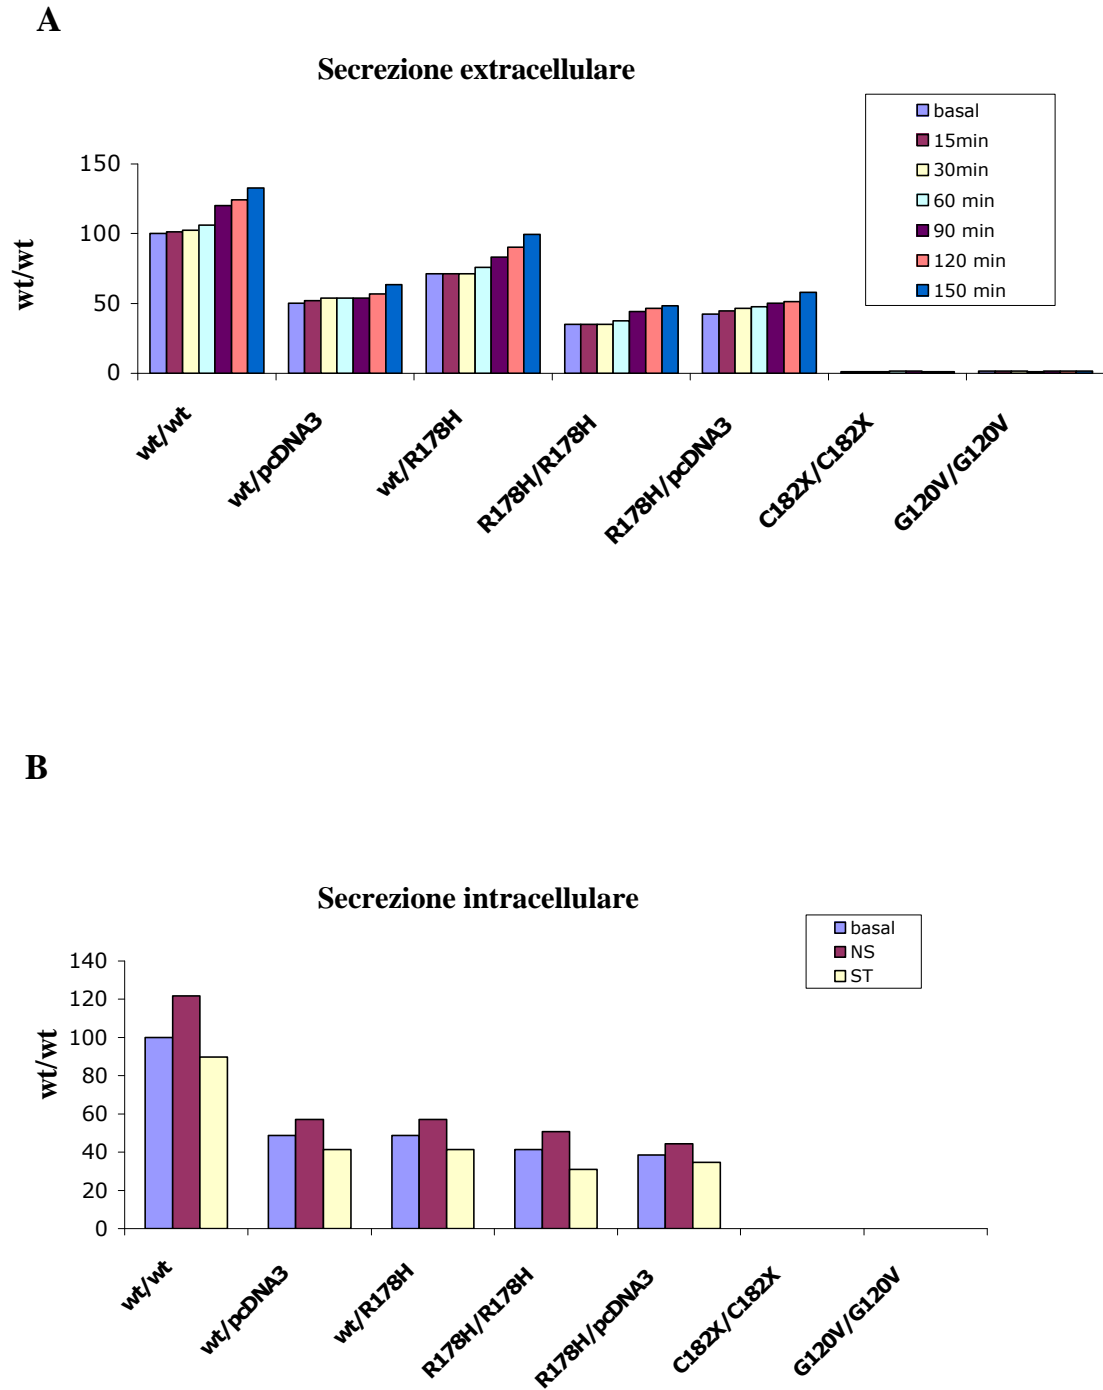 A
Secrezione extracellulare
basal
15min
30min
60 min
90 min
120 min
150 min
150
100
50
0
wt/wt
wt/wt
wt/pcDNA3
wt/R178H
R178H/R178H
R178H/pcDNA3
C182X/C182X
G120V/G120V
B
Secrezione intracellulare
basal
NS
ST
140
120
100
80
60
40
20
0
wt/wt
wt/wt
wt/pcDNA3
wt/R178H
R178H/R178H
R178H/pcDNA3
C182X/C182X
G120V/G120V